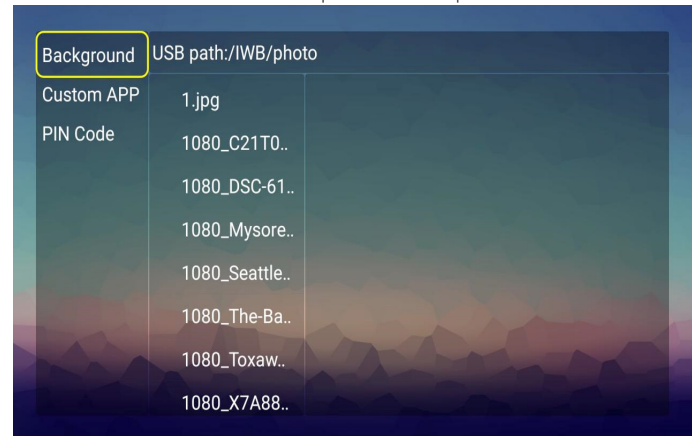 Background
USB path:/IWB/photo
Custom APP
1.jpg
PIN Code
1080_C21T0..
1080_DSC-61..
1080_Mysore..
1080_Seattle..
1080_The-Ba..
1080_Toxaw..
1080_X7A88..